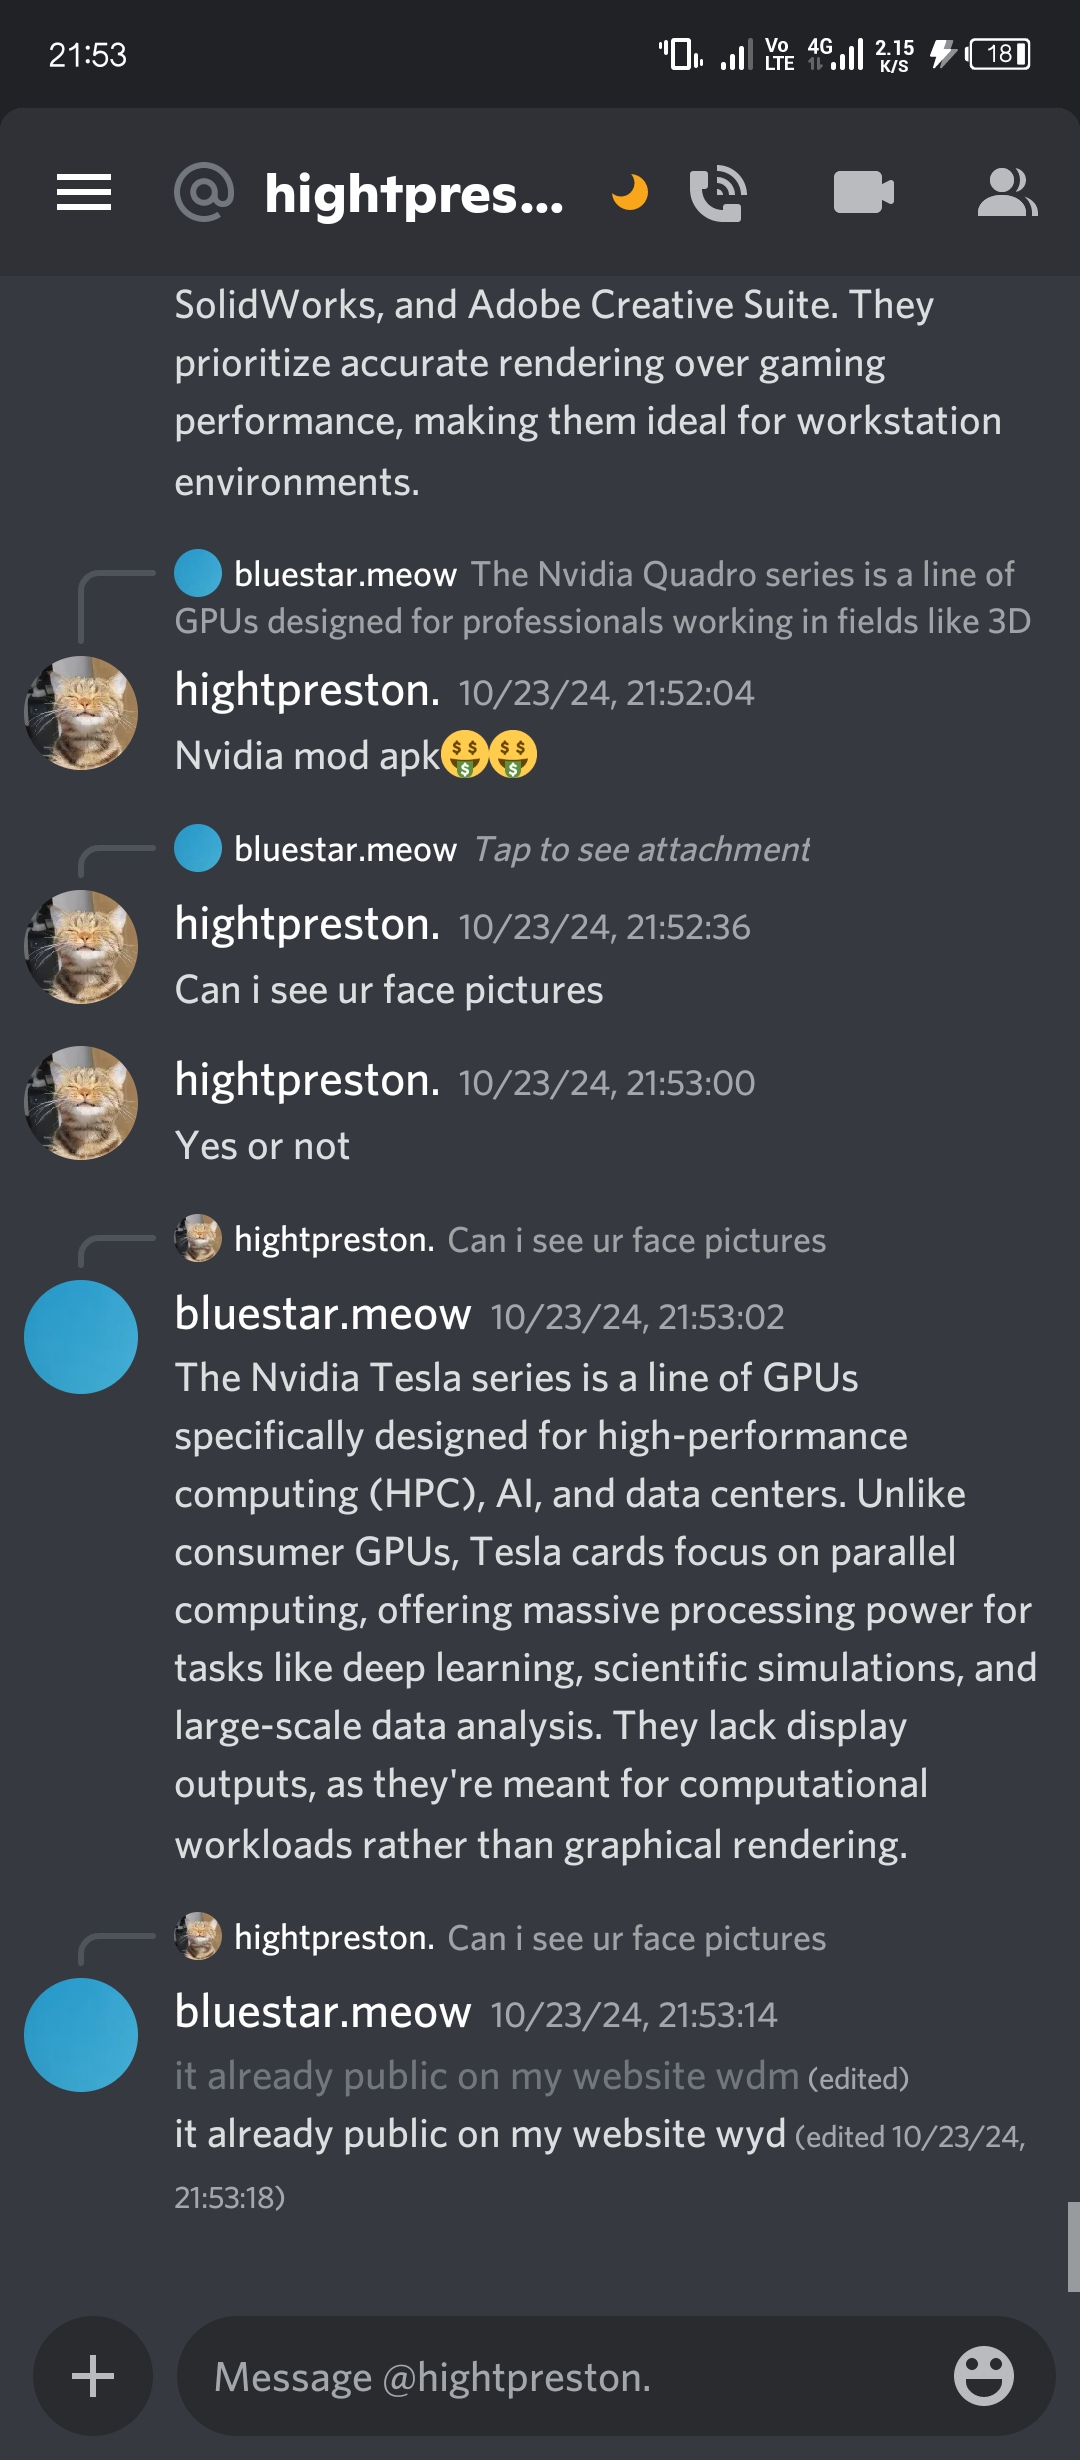 21:53
Vo
LTE
4G
2.15
K/S
18
hightpres...
SolidWorks, and Adobe Creative Suite. They
prioritize accurate rendering over gaming
performance, making them ideal for workstation
environments.
bluestar.meow The Nvidia Quadro series is a line of
GPUs designed for professionals working in fields like 3D
hightpreston. 10/23/24, 21:52:04
Nvidia mod apk🤑🤑
bluestar.meow Tap to see attachment
hightpreston. 10/23/24, 21:52:36
Can i see ur face pictures
hightpreston. 10/23/24, 21:53:00
Yes or not
hightpreston. Can i see ur face pictures
bluestar.meow 10/23/24, 21:53:02
The Nvidia Tesla series is a line of GPUs
specifically designed for high-performance
computing (HPC), AI, and data centers. Unlike
consumer GPUs, Tesla cards focus on parallel
computing, offering massive processing power for
tasks like deep learning, scientific simulations, and
large-scale data analysis. They lack display
outputs, as they're meant for computational
workloads rather than graphical rendering.
hightpreston. Can i see ur face pictures
bluestar.meow 10/23/24, 21:53:14
it already public on my website wdm (edited)
it already public on my website wyd (edited 10/23/24,
21:53:18)
Message @hightpreston.